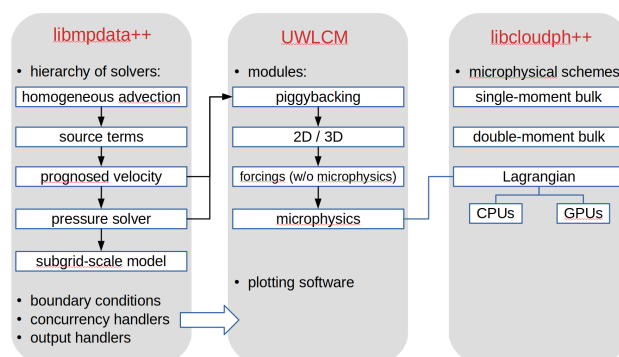 libmpdata++
• hierarchy of solvers:
homogeneous advection
source terms
prognosed velocity
pressure solver
subgrid-scale model
• boundary conditions
• concurrency handlers
• output handlers
UWLCM
• modules:
piggybacking
2D / 3D
forcings (w/o microphysics)
microphysics
• plotting software
libcloudph++
• microphysical schemes
single-moment bulk
double-moment bulk
Lagrangian
CPUs
GPUs